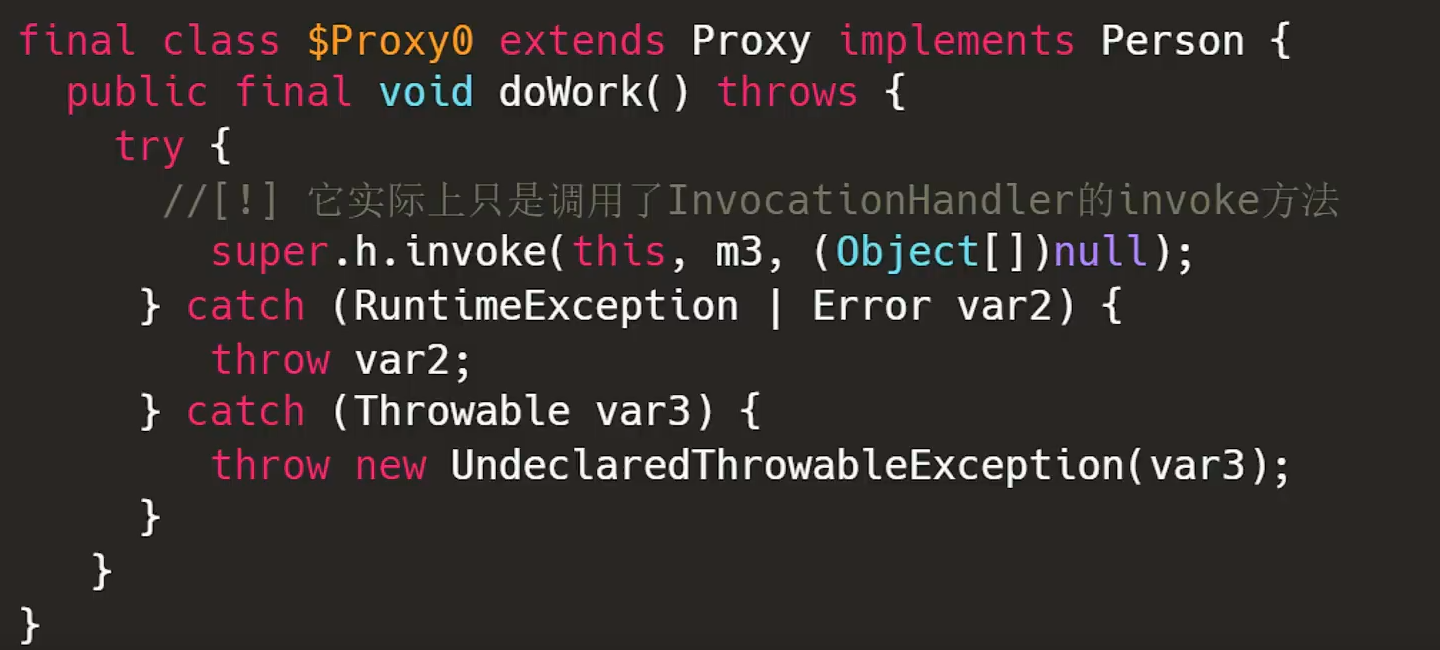 final class $Proxy0 extends Proxy implements Person {
public final void doWork() throws {
try {
//[!] 它实际上只是调用了InvocationHandler的invoke方法
super.h.invoke(this, m3, (Object[])null);
} catch (RuntimeException | Error var2) {
throw var2;
} catch (Throwable var3) {
throw new UndeclaredThrowableException(var3);
}
}
}